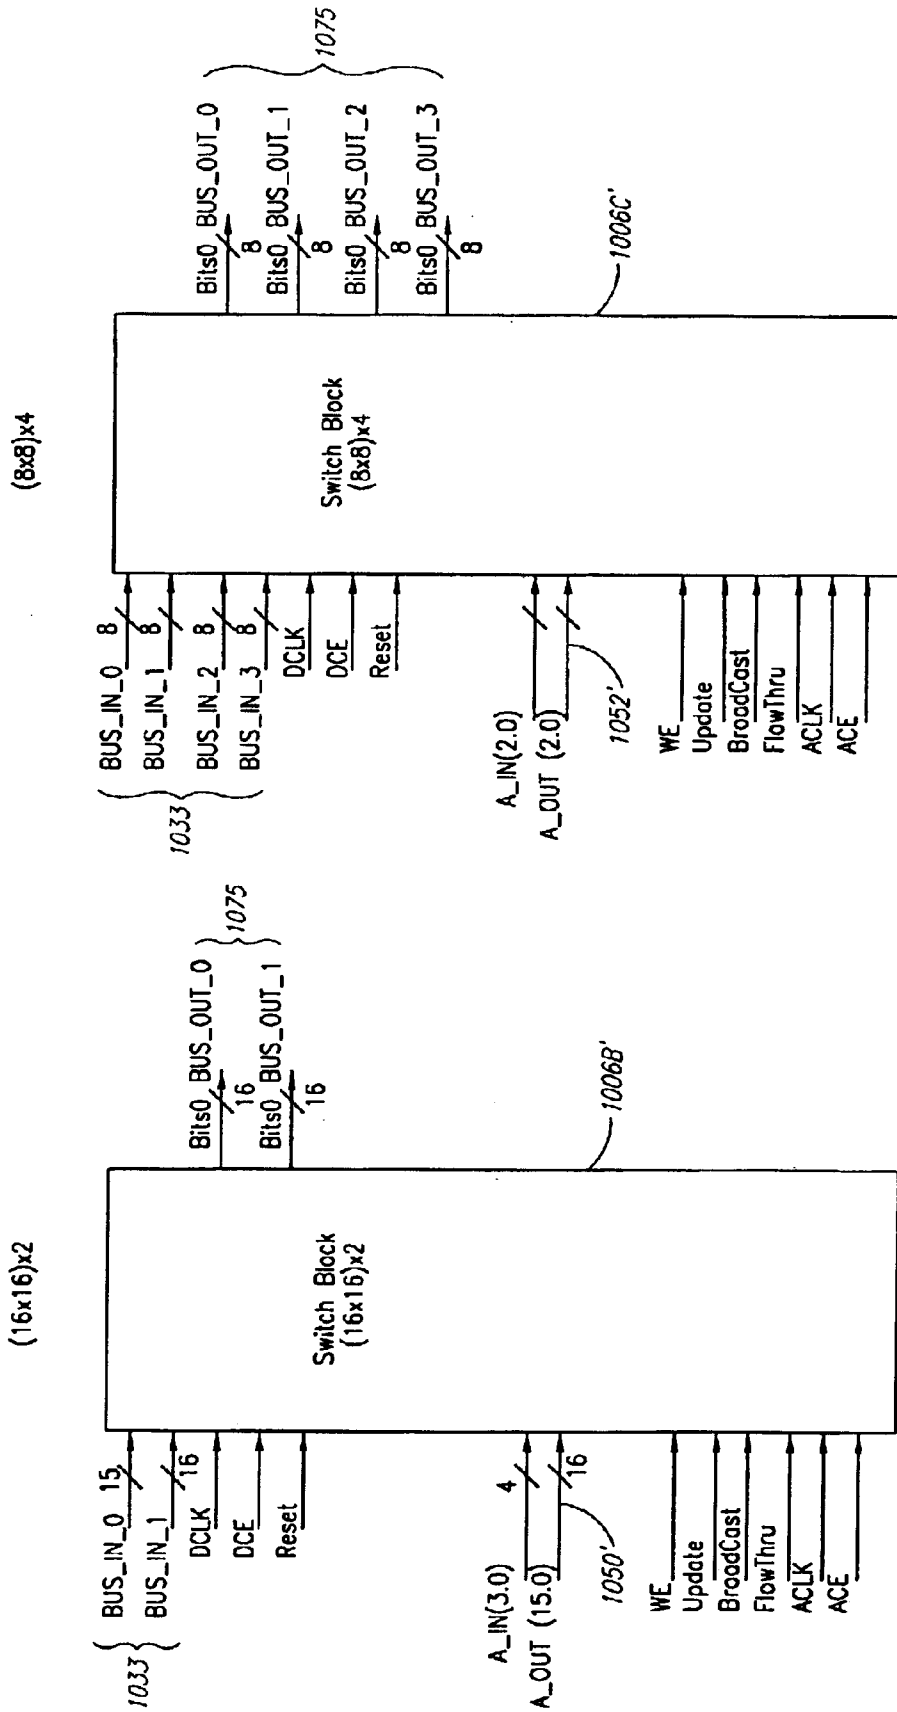 (16x16)x2
1033
BUS_IN_0 15
BUS_IN_1 16
DCLK
DCE
Reset
A_IN(3.0) 4
A_OUT (15.0) 16
1050'
WE
Update
BroadCast
FlowThru
ACLK
ACE
Switch Block
(16x16)x2
Bits0 BUS_OUT_0
16
Bits0 BUS_OUT_1
16
1075
1006B'
(8x8)x4
1033
BUS_IN_0 8
BUS_IN_1 8
BUS_IN_2 8
BUS_IN_3 8
DCLK
DCE
Reset
A_IN(2.0)
A_OUT (2.0)
1052'
WE
Update
BroadCast
FlowThru
ACLK
ACE
Switch Block
(8x8)x4
Bits0 BUS_OUT_0
8
Bits0 BUS_OUT_1
8
Bits0 BUS_OUT_2
8
Bits0 BUS_OUT_3
8
1075
1006C'